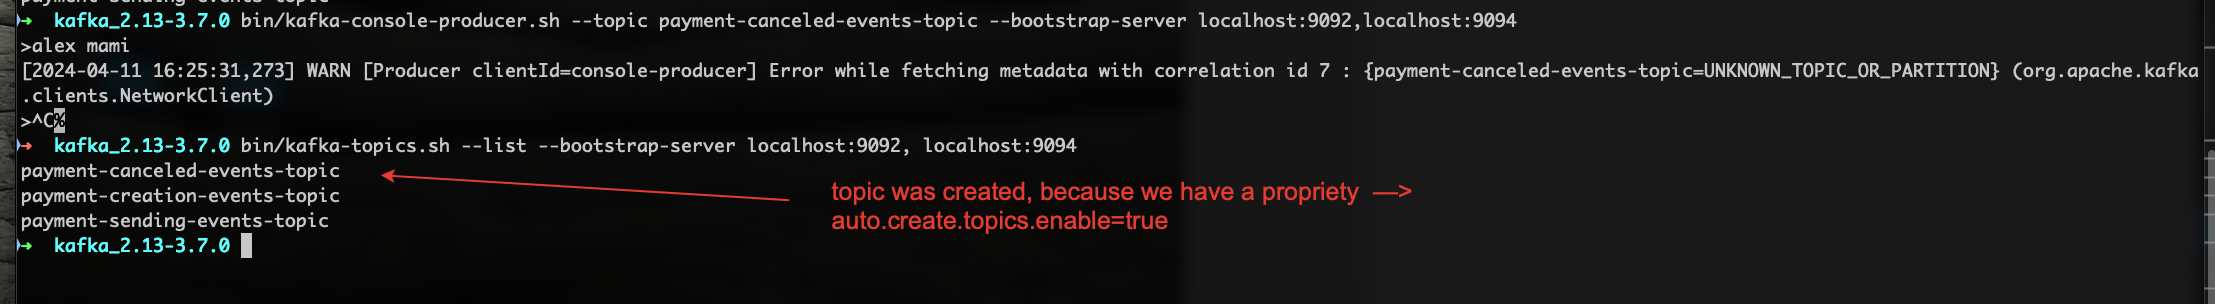 payment-sending-events-topic
→ kafka_2.13-3.7.0 bin/kafka-console-producer.sh --topic payment-canceled-events-topic --bootstrap-server localhost:9092,localhost:9094
>alex mami
[2024-04-11 16:25:31,273] WARN [Producer clientId=console-producer] Error while fetching metadata with correlation id 7 : {payment-canceled-events-topic=UNKNOWN_TOPIC_OR_PARTITION} (org.apache.kafka
.clients.NetworkClient)
>^C%
→ kafka_2.13-3.7.0 bin/kafka-topics.sh --list --bootstrap-server localhost:9092, localhost:9094
payment-canceled-events-topic
payment-creation-events-topic
payment-sending-events-topic
→ kafka_2.13-3.7.0
topic was created, because we have a propriety —>
auto.create.topics.enable=true